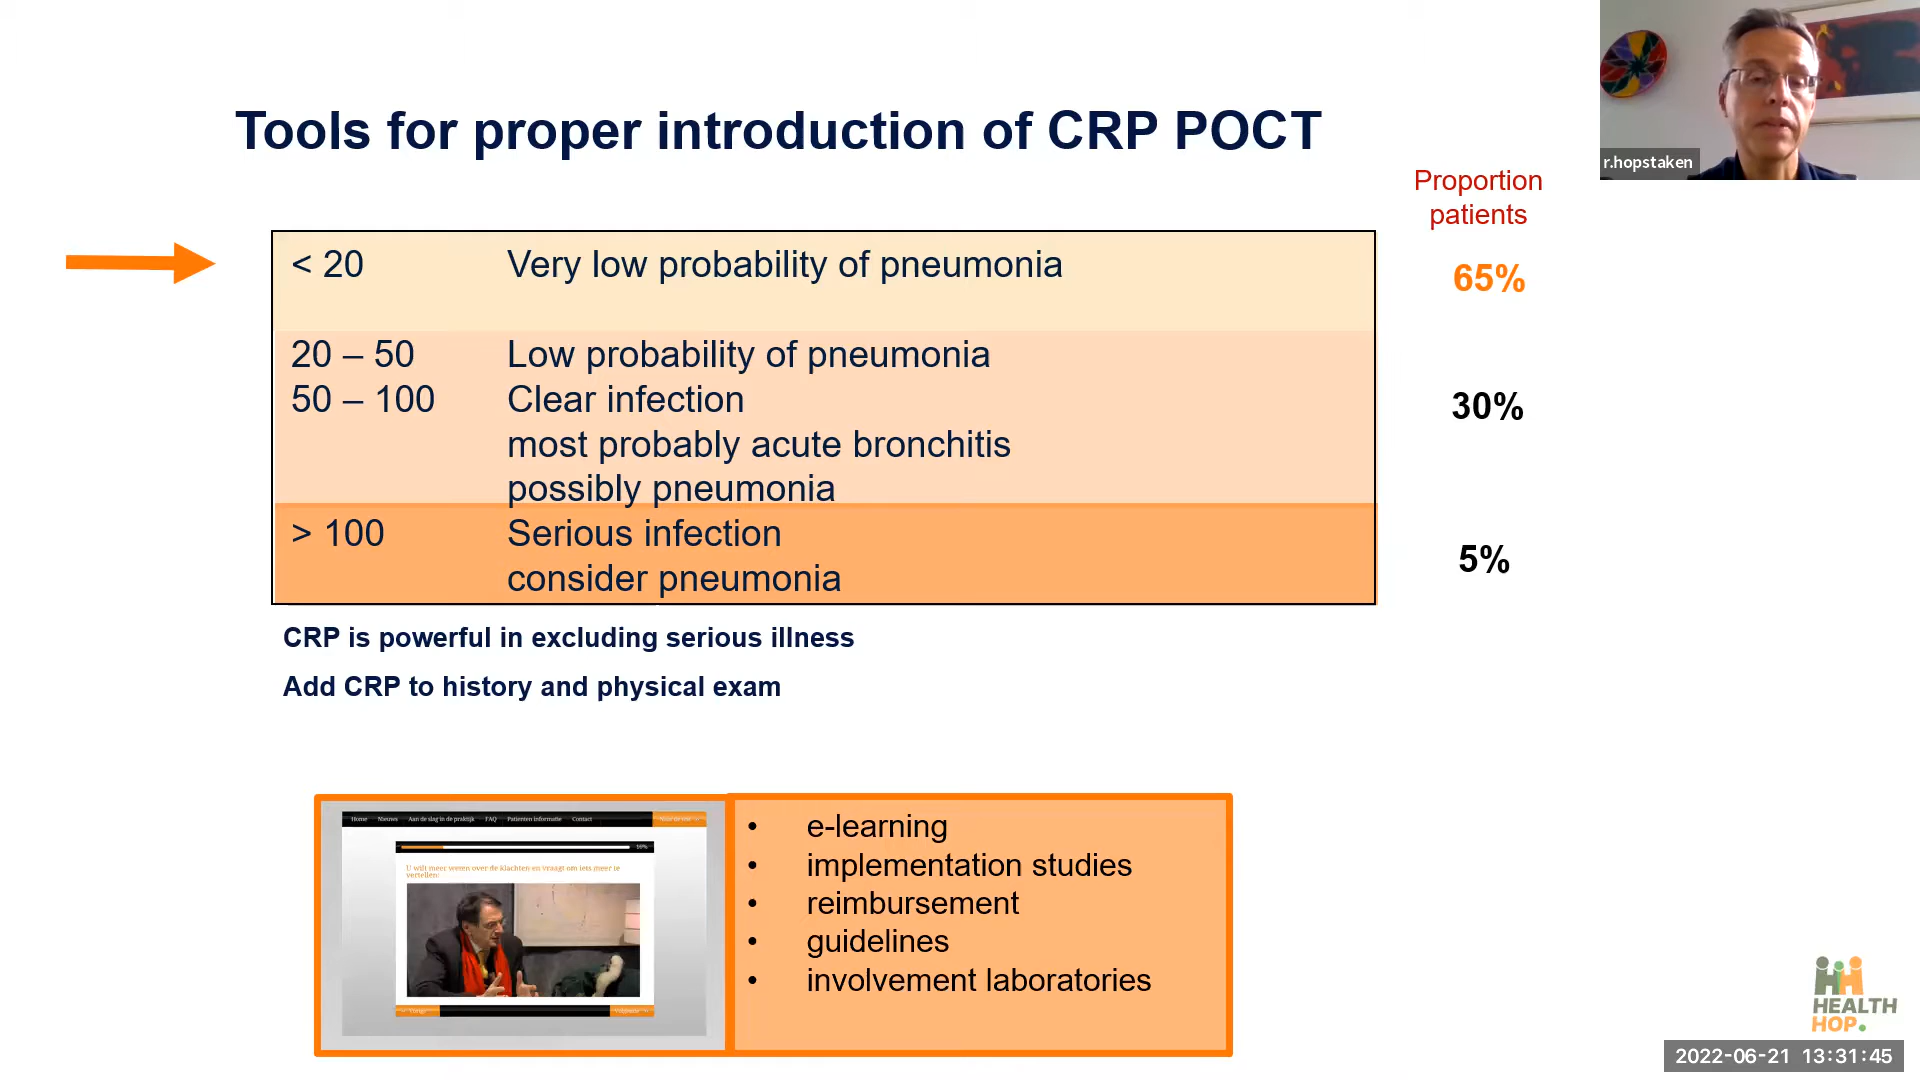 r.hopstaken
Tools for proper introduction of CRP POCT
Proportion
patients
< 20 Very low probability of pneumonia 65%
20 – 50 Low probability of pneumonia
50 – 100 Clear infection 30%
most probably acute bronchitis
possibly pneumonia
> 100 Serious infection 5%
consider pneumonia
CRP is powerful in excluding serious illness
Add CRP to history and physical exam
Home Nieuws Aan de slag in de praktijk FAQ Patienten informatie Contact
U wilt meer weten over de klachten en vraagt om iets meer te
vertellen:
Vorige Volgende
• e-learning
• implementation studies
• reimbursement
• guidelines
• involvement laboratories
HEALTH
HOP.
2022-06-21 13:31:45